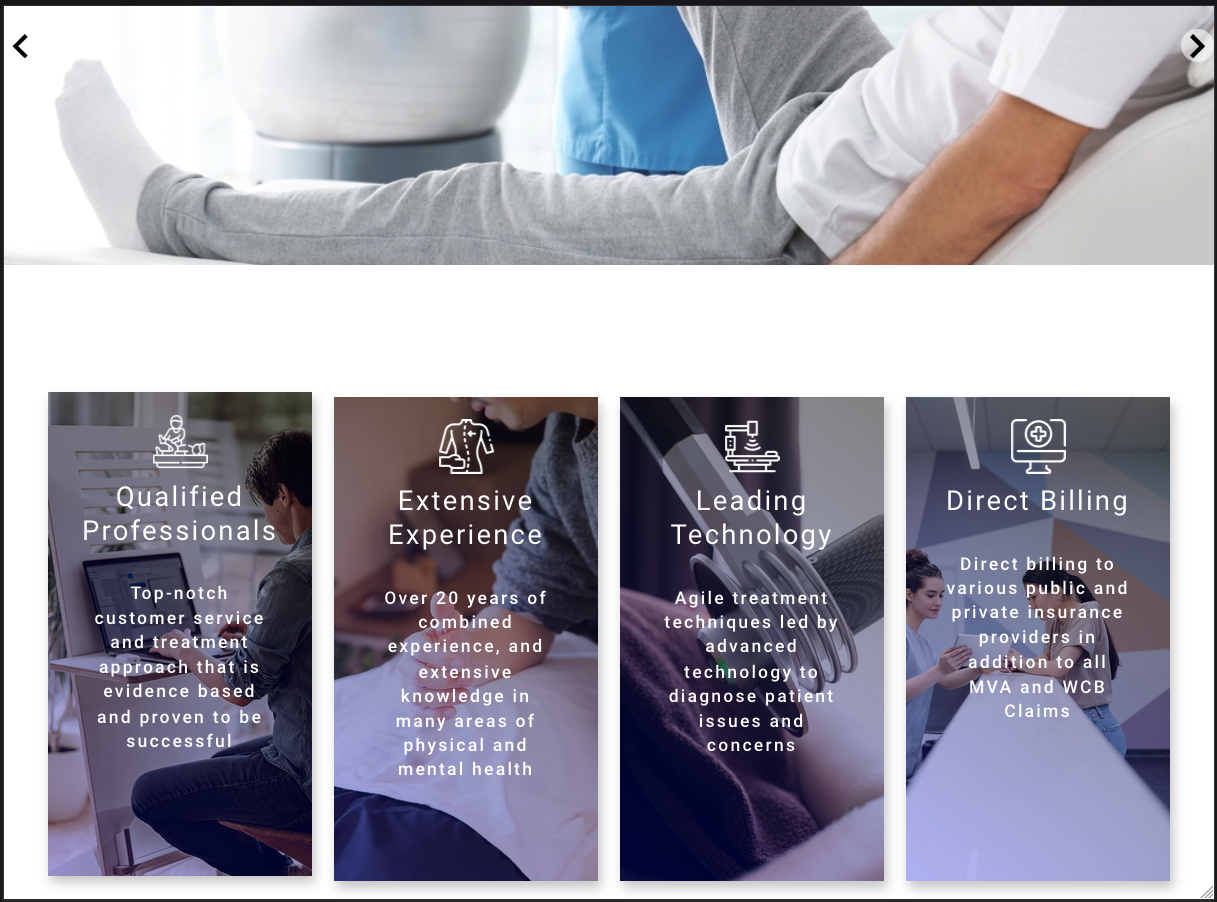 Qualified
Professionals
Top-notch
customer service
and treatment
approach that is
evidence based
and proven to be
successful
Extensive
Experience
Over 20 years of
combined
experience, and
extensive
knowledge in
many areas of
physical and
mental health
Leading
Technology
Agile treatment
techniques led by
advanced
technology to
diagnose patient
issues and
concerns
Direct Billing
Direct billing to
various public and
private insurance
providers in
addition to all
MVA and WCB
Claims